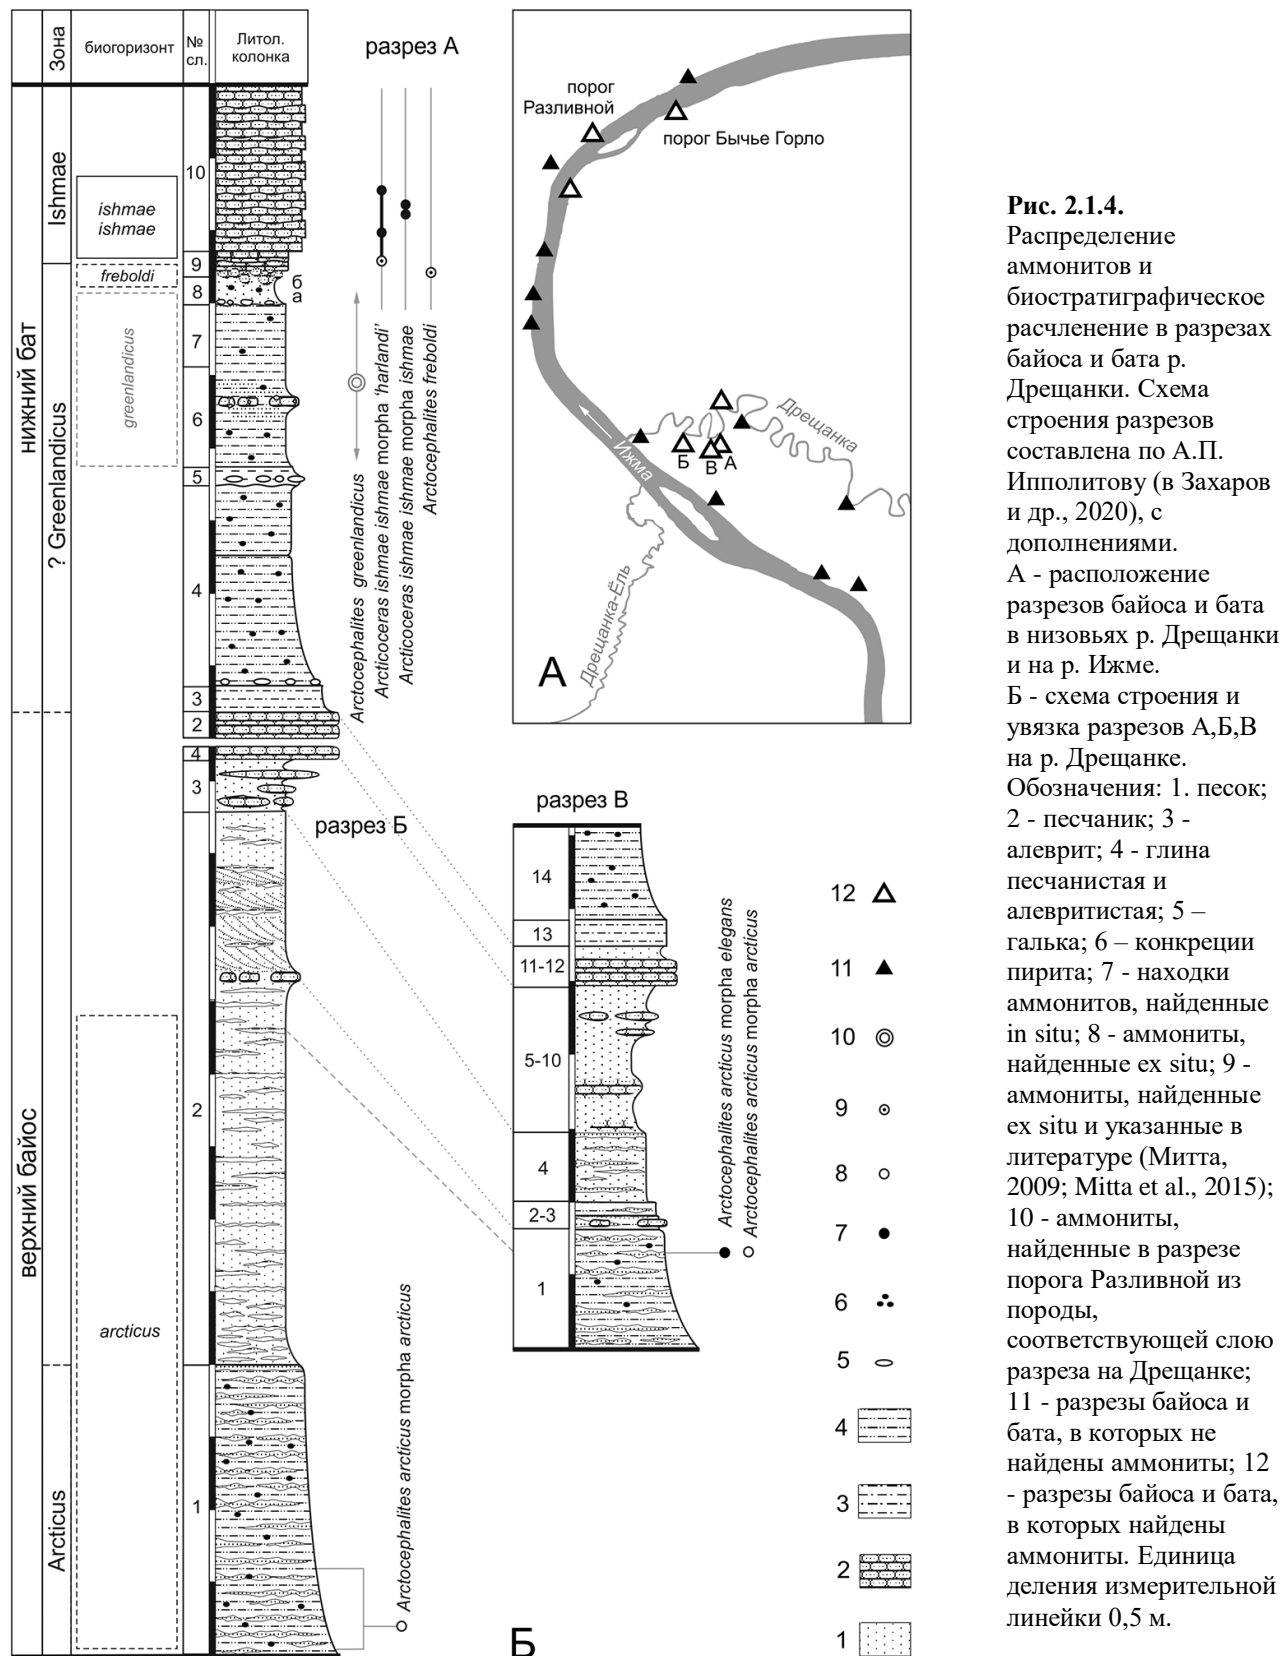 Зона
биогоризонт
№
сл.
Литол.
колонка
разрез А
нижний бат
верхний байос
Ishmae
? Greenlandicus
Arcticus
ishmae
ishmae
freboldi
greenlandicus
arcticus
10
9
8
б
а
7
6
5
4
3
2
4
3
2
1
Arctocephalites greenlandicus
Arcticoceras ishmae ishmae morpha 'harlandi'
Arcticoceras ishmae ishmae morpha ishmae
Arctocephalites freboldi
разрез Б
Arctocephalites arcticus morpha arcticus
порог
Разливной
порог Бычье Горло
Дрещанка
Ижма
Б
В
А
Дрещанка-Ёль
А
разрез В
14
13
11-12
5-10
4
2-3
1
Arctocephalites arcticus morpha elegans
Arctocephalites arcticus morpha arcticus
12
11
10
9
8
7
6
5
4
3
2
1
Б
Рис. 2.1.4.
Распределение
аммонитов и
биостратиграфическое
расчленение в разрезах
байоса и бата р.
Дрещанки. Схема
строения разрезов
составлена по А.П.
Ипполитову (в Захаров
и др., 2020), с
дополнениями.
А - расположение
разрезов байоса и бата
в низовьях р. Дрещанки
и на р. Ижме.
Б - схема строения и
увязка разрезов А,Б,В
на р. Дрещанке.
Обозначения: 1. песок;
2 - песчаник; 3 -
алеврит; 4 - глина
песчанистая и
алевритистая; 5 –
галька; 6 – конкреции
пирита; 7 - находки
аммонитов, найденные
in situ; 8 - аммониты,
найденные ex situ; 9 -
аммониты, найденные
ex situ и указанные в
литературе (Митта,
2009; Mitta et al., 2015);
10 - аммониты,
найденные в разрезе
порога Разливной из
породы,
соответствующей слою
разреза на Дрещанке;
11 - разрезы байоса и
бата, в которых не
найдены аммониты; 12
- разрезы байоса и бата,
в которых найдены
аммониты. Единица
деления измерительной
линейки 0,5 м.